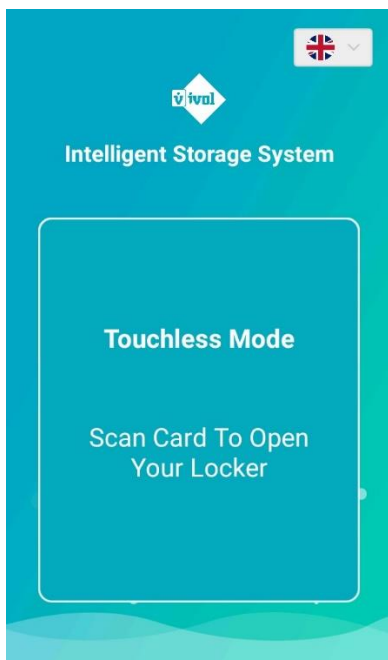 vival
Intelligent Storage System
Touchless Mode
Scan Card To Open
Your Locker